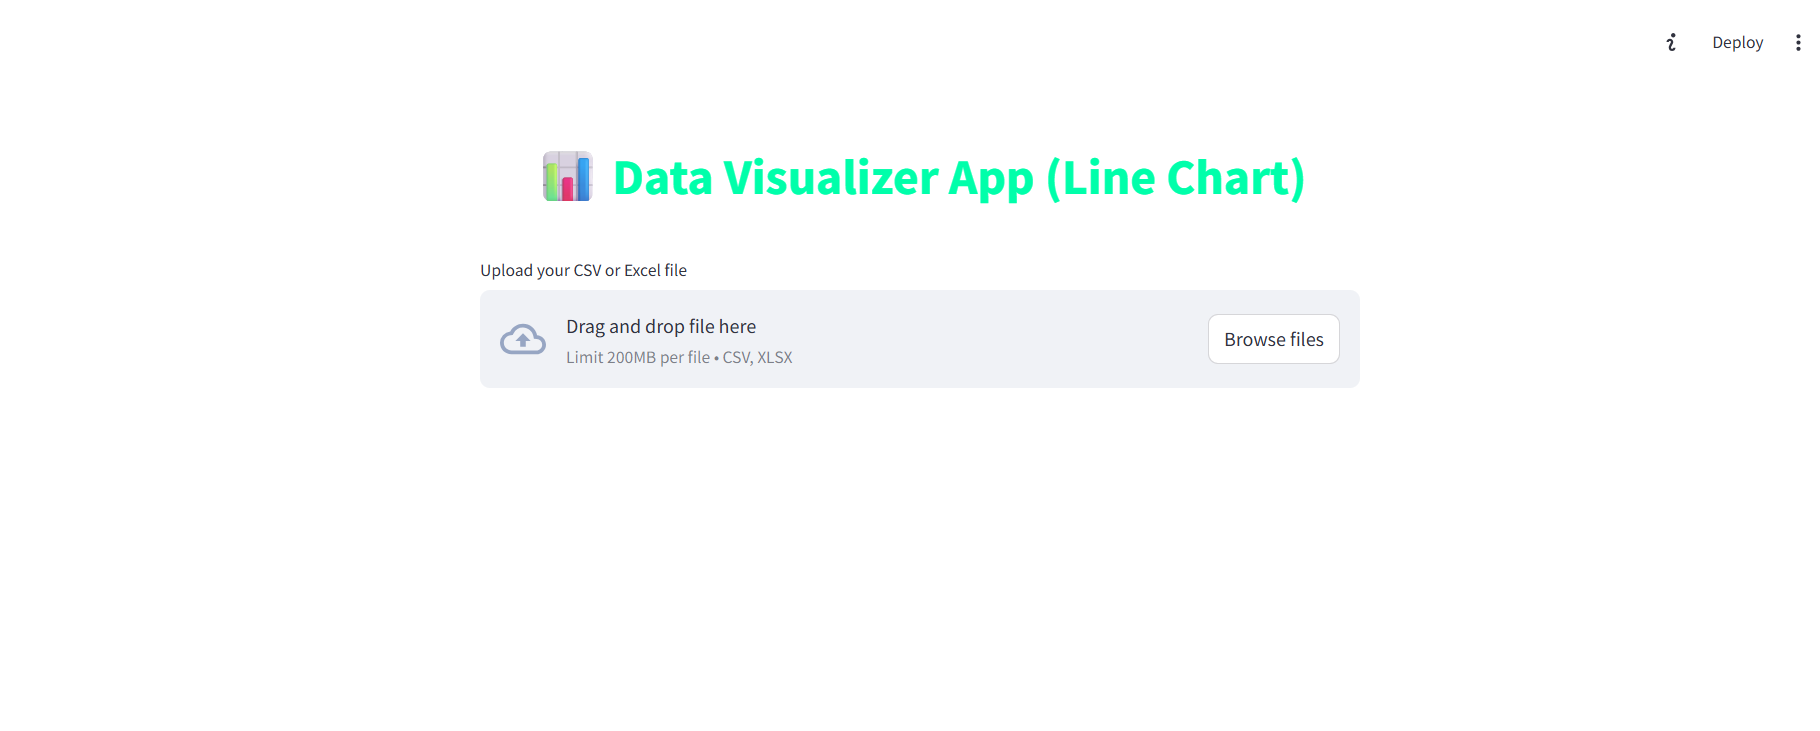 Deploy
Data Visualizer App (Line Chart)
Upload your CSV or Excel file
Drag and drop file here
Limit 200MB per file • CSV, XLSX
Browse files